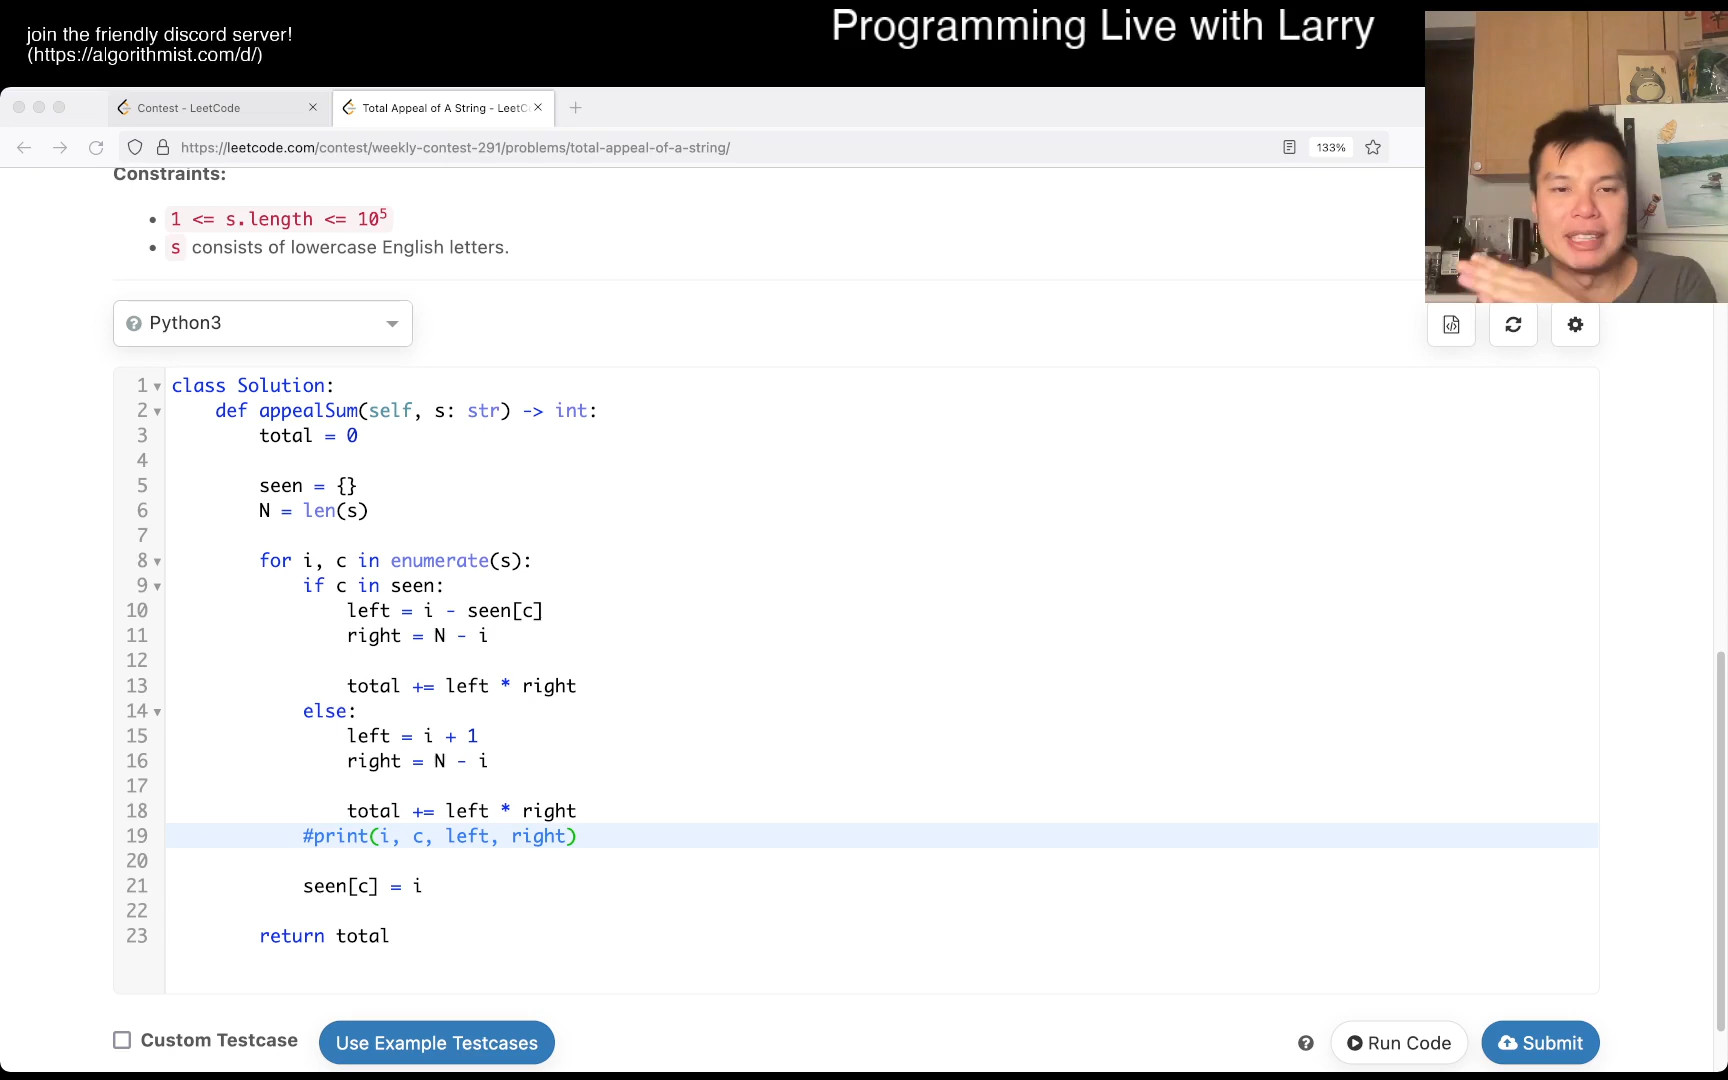 join the friendly discord server!
(https://algorithmist.com/d/)
Programming Live with Larry
Contest - LeetCode
Total Appeal of A String - LeetC
https://leetcode.com/contest/weekly-contest-291/problems/total-appeal-of-a-string/
133%
Constraints:
1 <= s.length <= 10⁵
s consists of lowercase English letters.
Python3
1 class Solution:
2 def appealSum(self, s: str) -> int:
3 total = 0
4
5 seen = {}
6 N = len(s)
7
8 for i, c in enumerate(s):
9 if c in seen:
10 left = i - seen[c]
11 right = N - i
12
13 total += left * right
14 else:
15 left = i + 1
16 right = N - i
17
18 total += left * right
19 #print(i, c, left, right)
20
21 seen[c] = i
22
23 return total
Custom Testcase
Use Example Testcases
Run Code
Submit